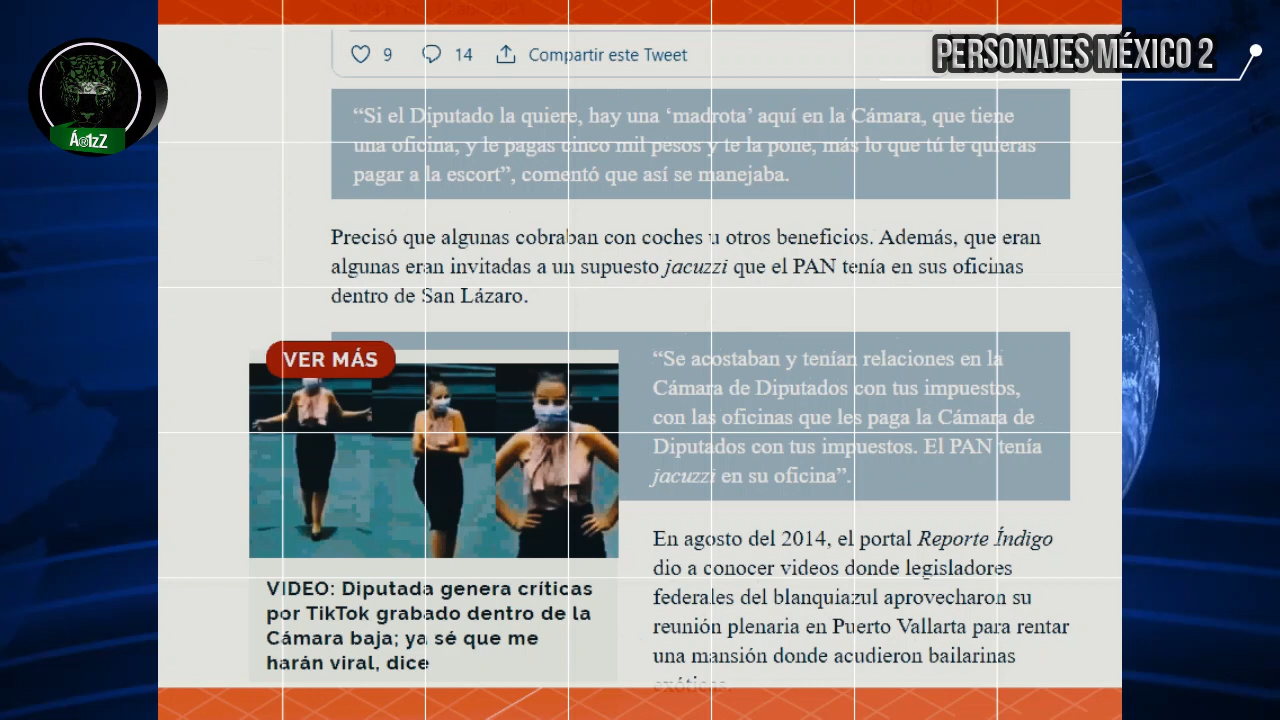 PERSONAJES MÉXICO 2
Á®1zZ
9 14 Compartir este Tweet
“Si el Diputado la quiere, hay una ‘madrota’ aquí en la Cámara, que tiene
una oficina, y le pagas cinco mil pesos y te la pone, más lo que tú le quieras
pagar a la escort”, comentó que así se manejaba.
Precisó que algunas cobraban con coches u otros beneficios. Además, que eran
algunas eran invitadas a un supuesto jacuzzi que el PAN tenía en sus oficinas
dentro de San Lázaro.
VER MÁS
VIDEO: Diputada genera críticas
por TikTok grabado dentro de la
Cámara baja; ya sé que me
harán viral, dice
“Se acostaban y tenían relaciones en la
Cámara de Diputados con tus impuestos,
con las oficinas que les paga la Cámara de
Diputados con tus impuestos. El PAN tenía
jacuzzi en su oficina”.
En agosto del 2014, el portal Reporte Índigo
dio a conocer videos donde legisladores
federales del blanquiazul aprovecharon su
reunión plenaria en Puerto Vallarta para rentar
una mansión donde acudieron bailarinas
exóticas.